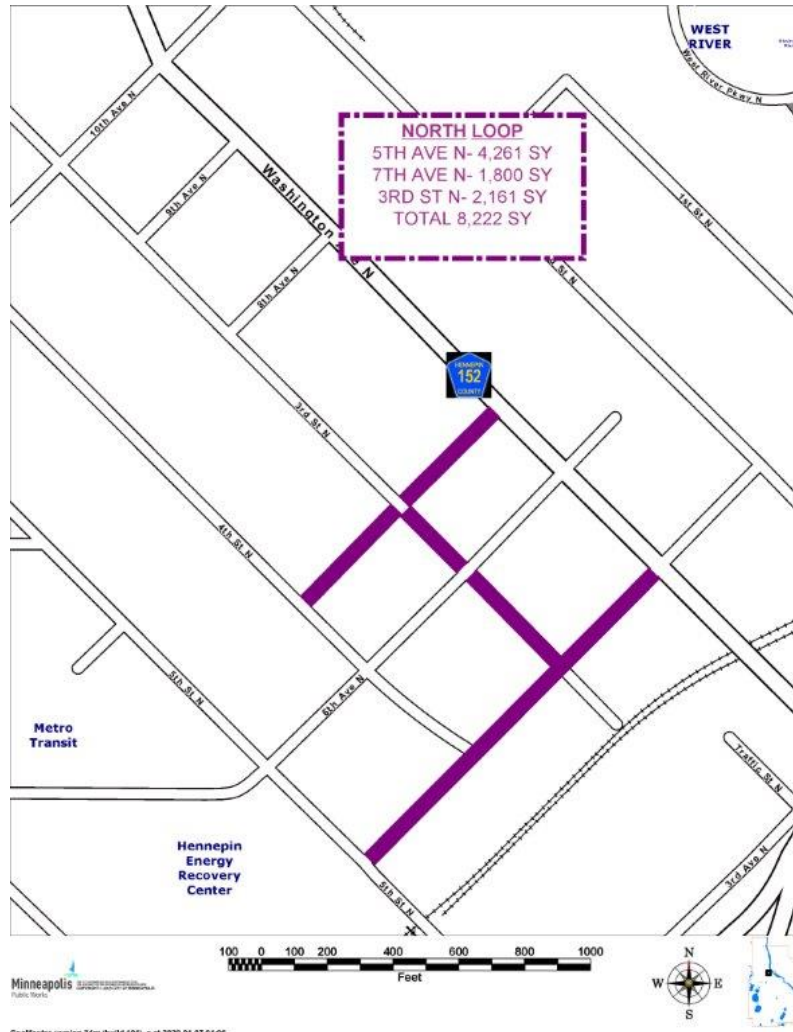 WEST
RIVER
West River Pkwy N
10th Ave N
NORTH LOOP
5TH AVE N- 4,261 SY
7TH AVE N- 1,800 SY
3RD ST N- 2,161 SY
TOTAL 8,222 SY
9th Ave N
Washington
N
1st St N
8th Ave N
St N
HENNEPIN
152
COUNTY
3rd St N
4th St N
5th St N
6th Ave N
Metro
Transit
Traffic St N
Hennepin
Energy
Recovery
Center
3rd Ave N
5th St N
100 0 100 200 400 600 800 1000
Feet
Minneapolis
Public Works
N
W E
S